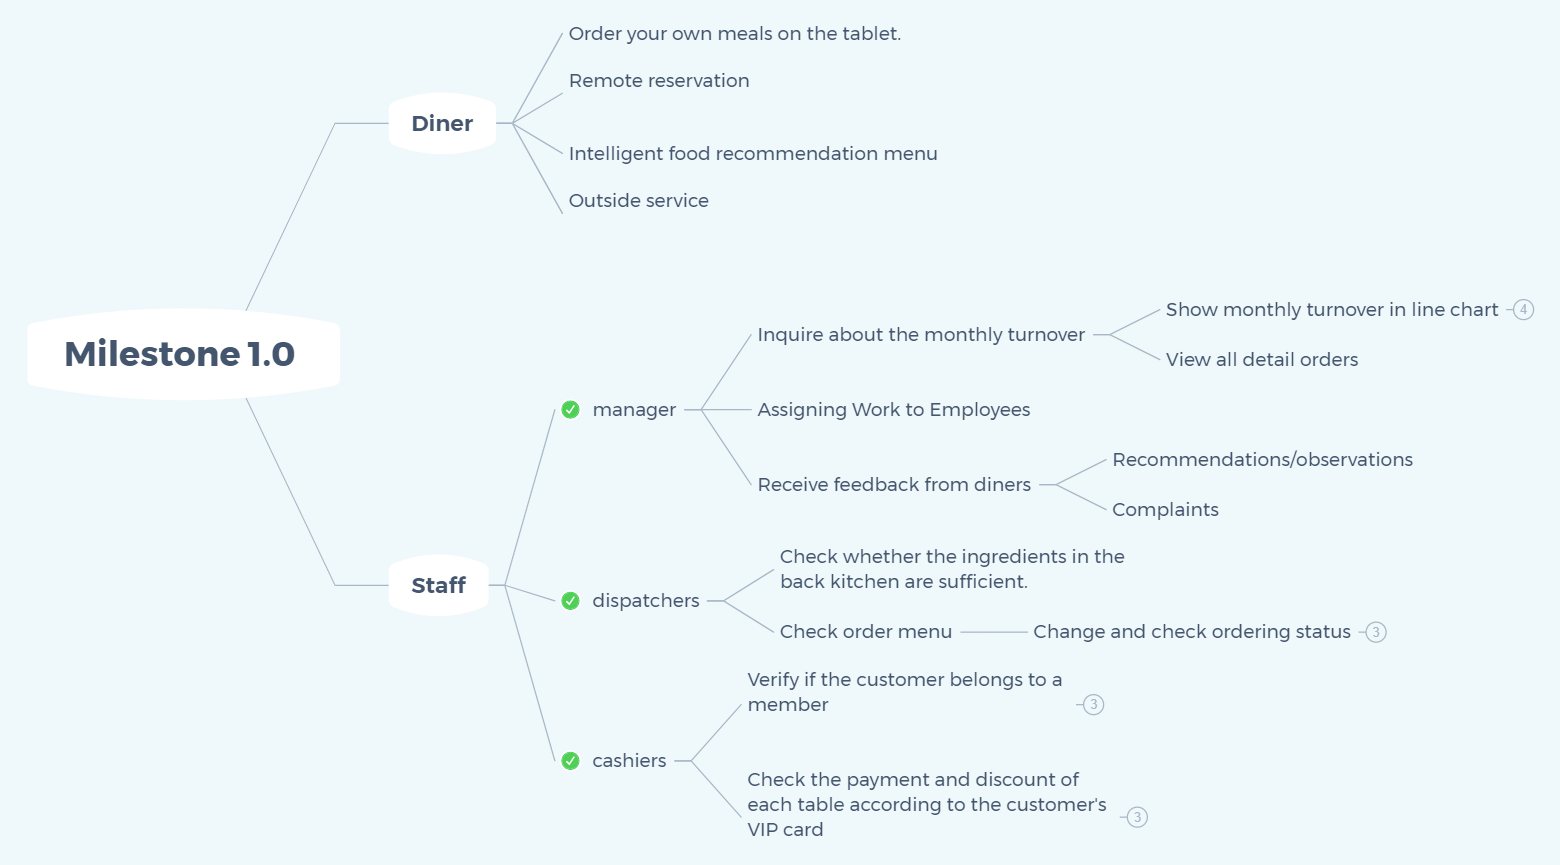 Order your own meals on the tablet.
Remote reservation
Diner
Intelligent food recommendation menu
Outside service
Milestone 1.0
Show monthly turnover in line chart 4
Inquire about the monthly turnover
View all detail orders
manager
Assigning Work to Employees
Recommendations/observations
Receive feedback from diners
Complaints
Staff
Check whether the ingredients in the
back kitchen are sufficient.
dispatchers
Check order menu
Change and check ordering status 3
Verify if the customer belongs to a
member 3
cashiers
Check the payment and discount of
each table according to the customer's
VIP card 3